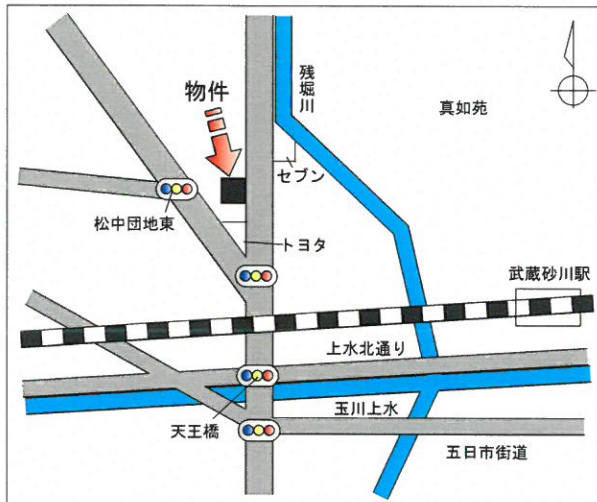 物件
残堀川
真如苑
セブン
松中団地東
トヨタ
武蔵砂川駅
上水北通り
天王橋
玉川上水
五日市街道